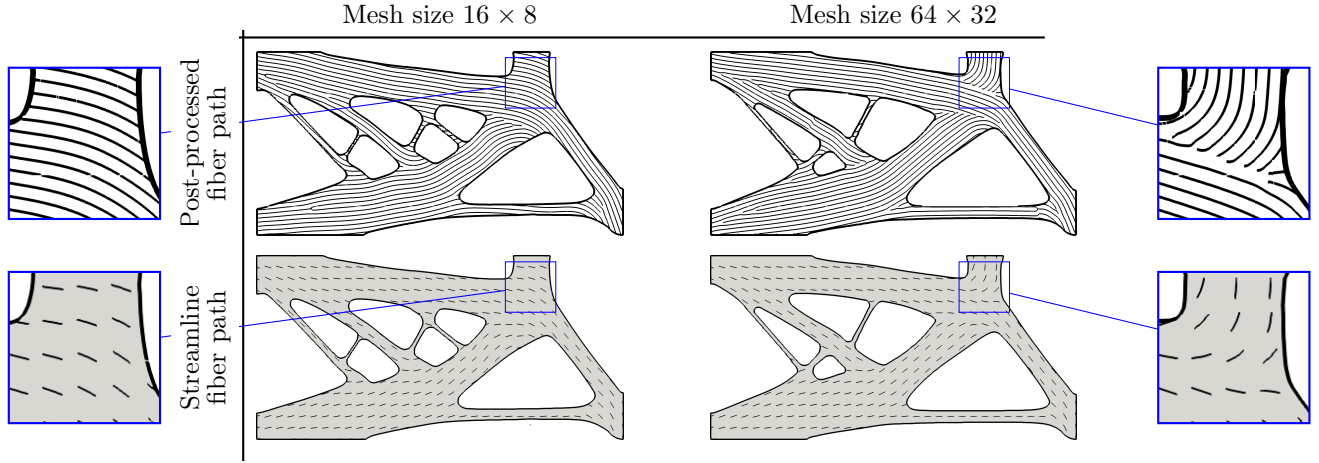 Mesh size 16 × 8
Mesh size 64 × 32
Post-processed
fiber path
Streamline
fiber path